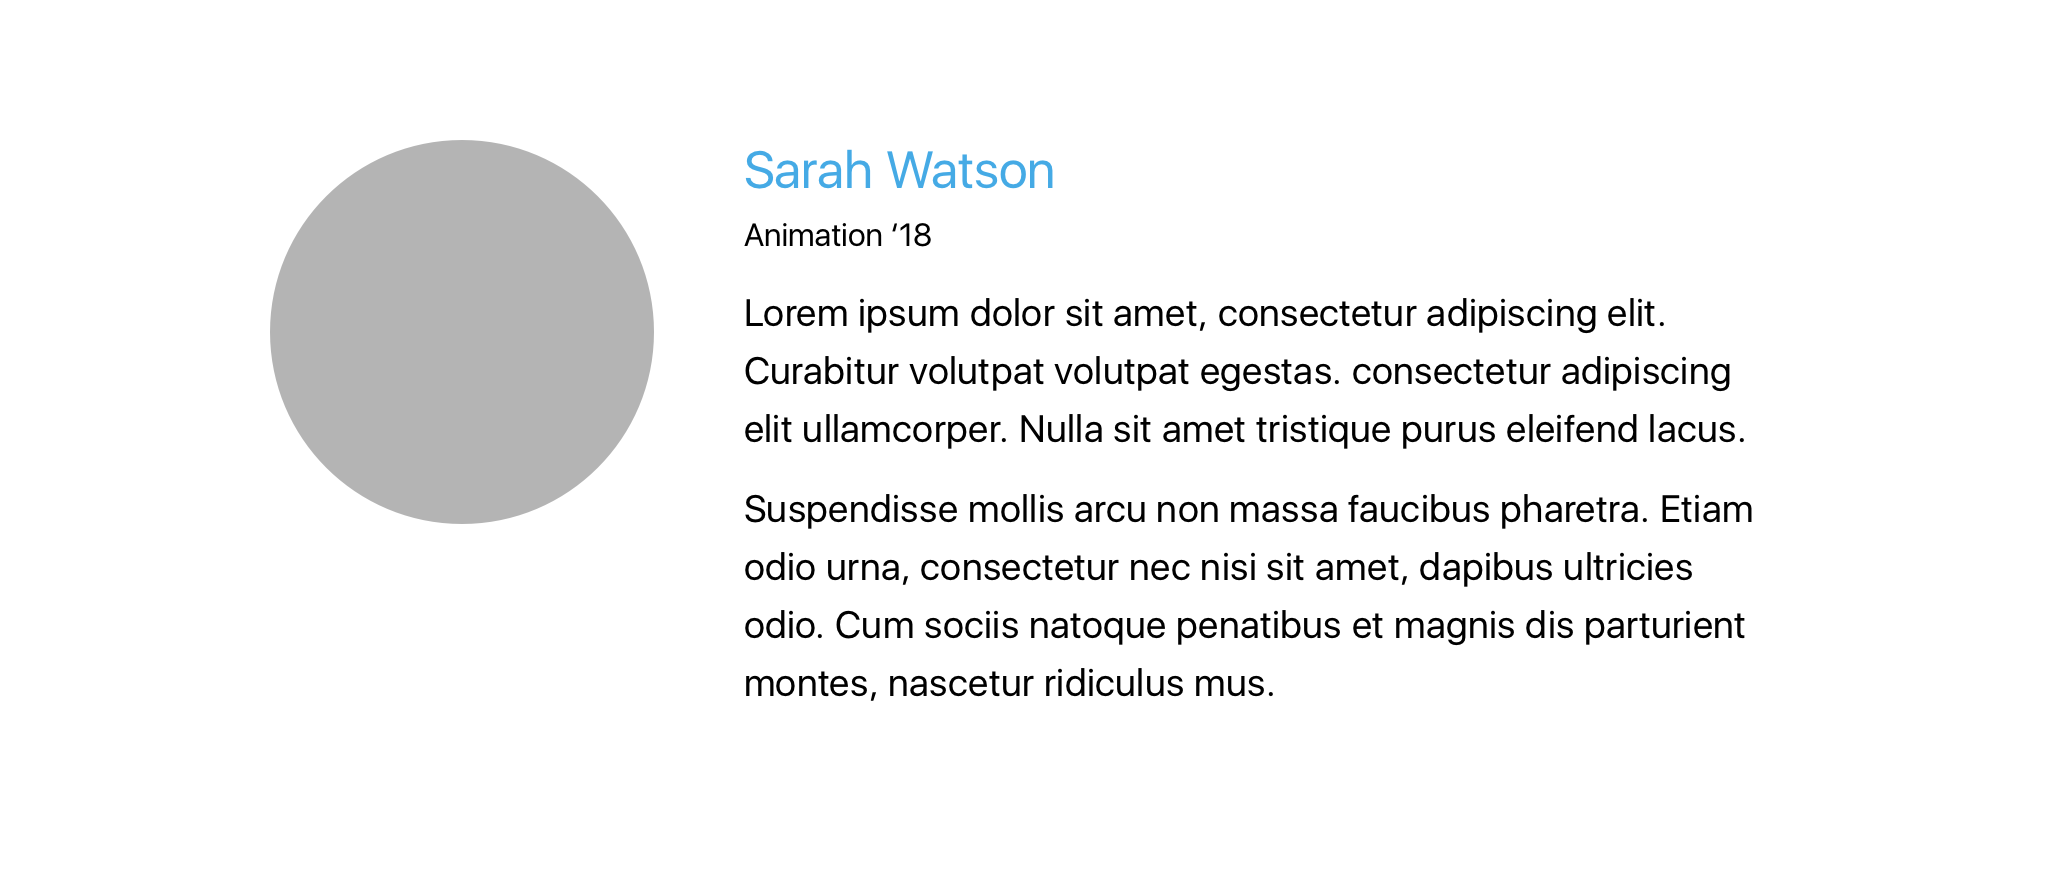 Sarah Watson
Animation ‘18
Lorem ipsum dolor sit amet, consectetur adipiscing elit.
Curabitur volutpat volutpat egestas. consectetur adipiscing
elit ullamcorper. Nulla sit amet tristique purus eleifend lacus.
Suspendisse mollis arcu non massa faucibus pharetra. Etiam
odio urna, consectetur nec nisi sit amet, dapibus ultricies
odio. Cum sociis natoque penatibus et magnis dis parturient
montes, nascetur ridiculus mus.